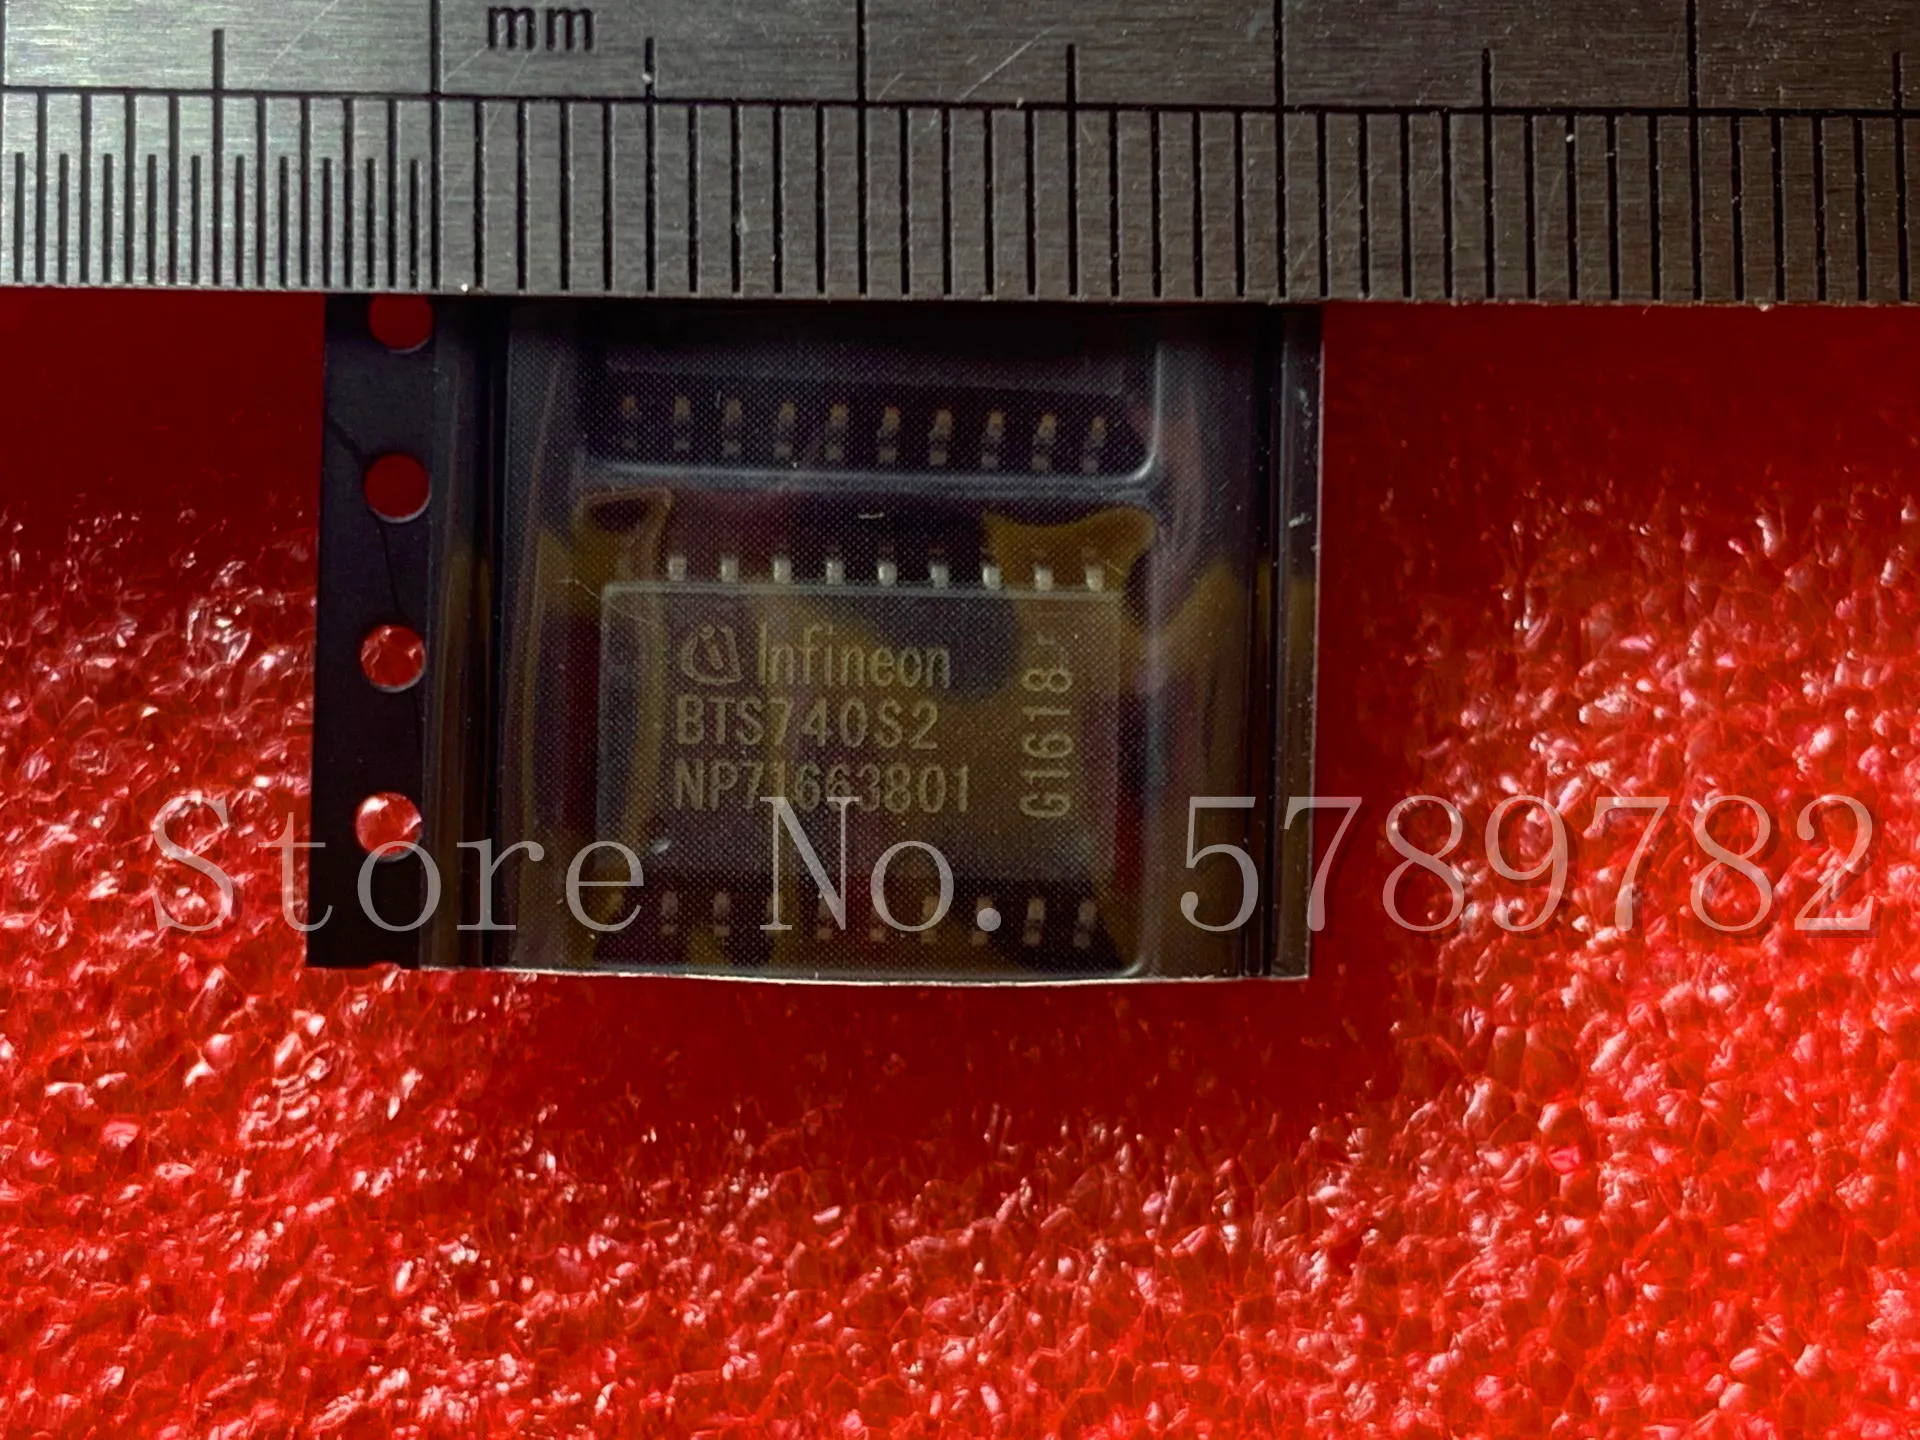 mm
Infineon
BTS740S2
NP71663801
G1618
Store No. 5789782